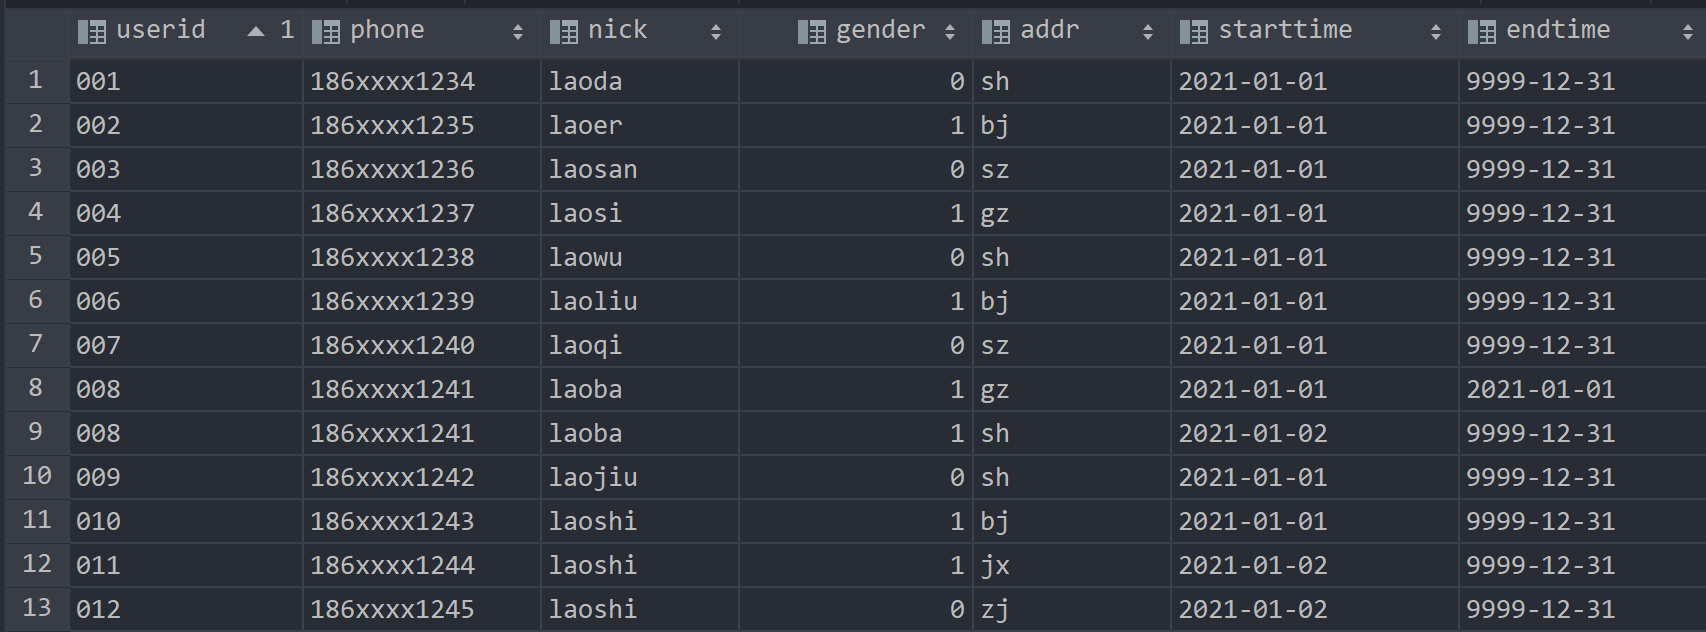 userid 1 phone nick gender addr starttime endtime
1 001 186xxxx1234 laoda 0 sh 2021-01-01 9999-12-31
2 002 186xxxx1235 laoer 1 bj 2021-01-01 9999-12-31
3 003 186xxxx1236 laosan 0 sz 2021-01-01 9999-12-31
4 004 186xxxx1237 laosi 1 gz 2021-01-01 9999-12-31
5 005 186xxxx1238 laowu 0 sh 2021-01-01 9999-12-31
6 006 186xxxx1239 laoliu 1 bj 2021-01-01 9999-12-31
7 007 186xxxx1240 laoqi 0 sz 2021-01-01 9999-12-31
8 008 186xxxx1241 laoba 1 gz 2021-01-01 2021-01-01
9 008 186xxxx1241 laoba 1 sh 2021-01-02 9999-12-31
10 009 186xxxx1242 laojiu 0 sh 2021-01-01 9999-12-31
11 010 186xxxx1243 laoshi 1 bj 2021-01-01 9999-12-31
12 011 186xxxx1244 laoshi 1 jx 2021-01-02 9999-12-31
13 012 186xxxx1245 laoshi 0 zj 2021-01-02 9999-12-31